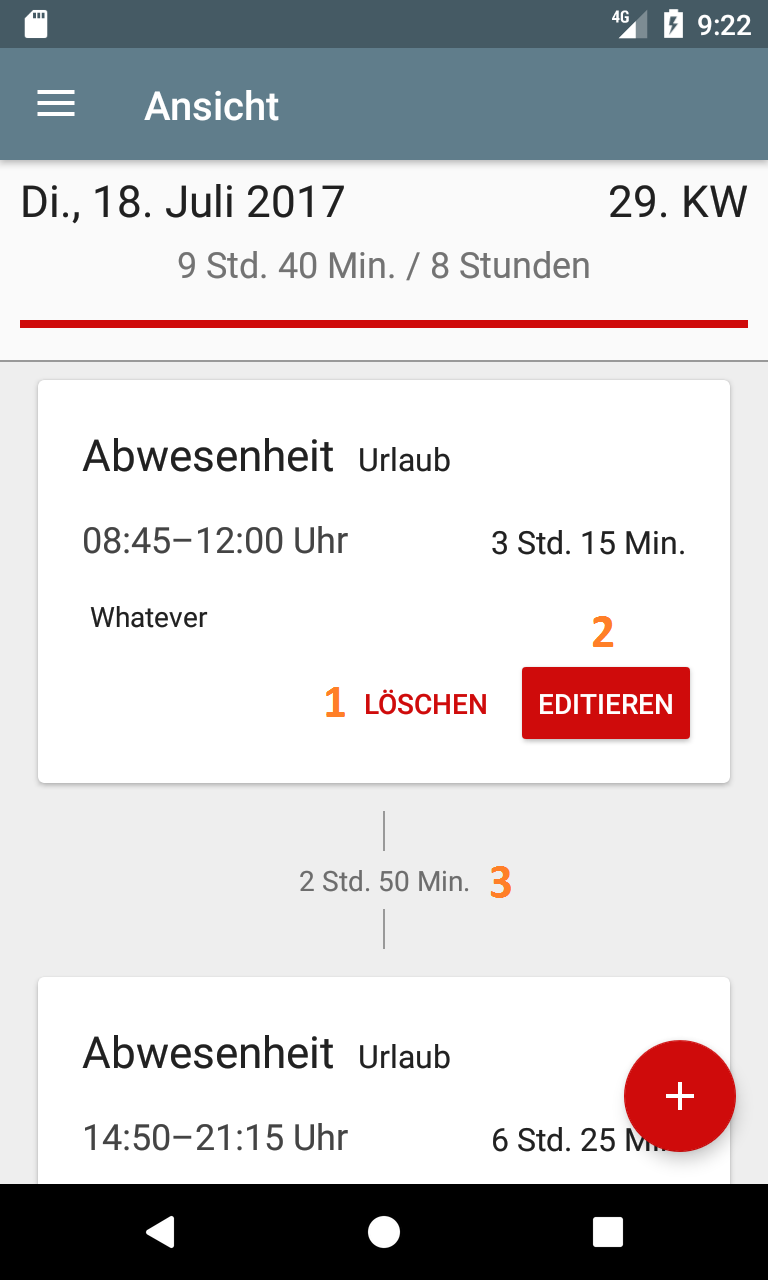 4G 9:22
Ansicht
Di., 18. Juli 2017 29. KW
9 Std. 40 Min. / 8 Stunden
Abwesenheit Urlaub
08:45–12:00 Uhr 3 Std. 15 Min.
Whatever
2
1 LÖSCHEN EDITIEREN
2 Std. 50 Min. 3
Abwesenheit Urlaub
14:50–21:15 Uhr 6 Std. 25
+